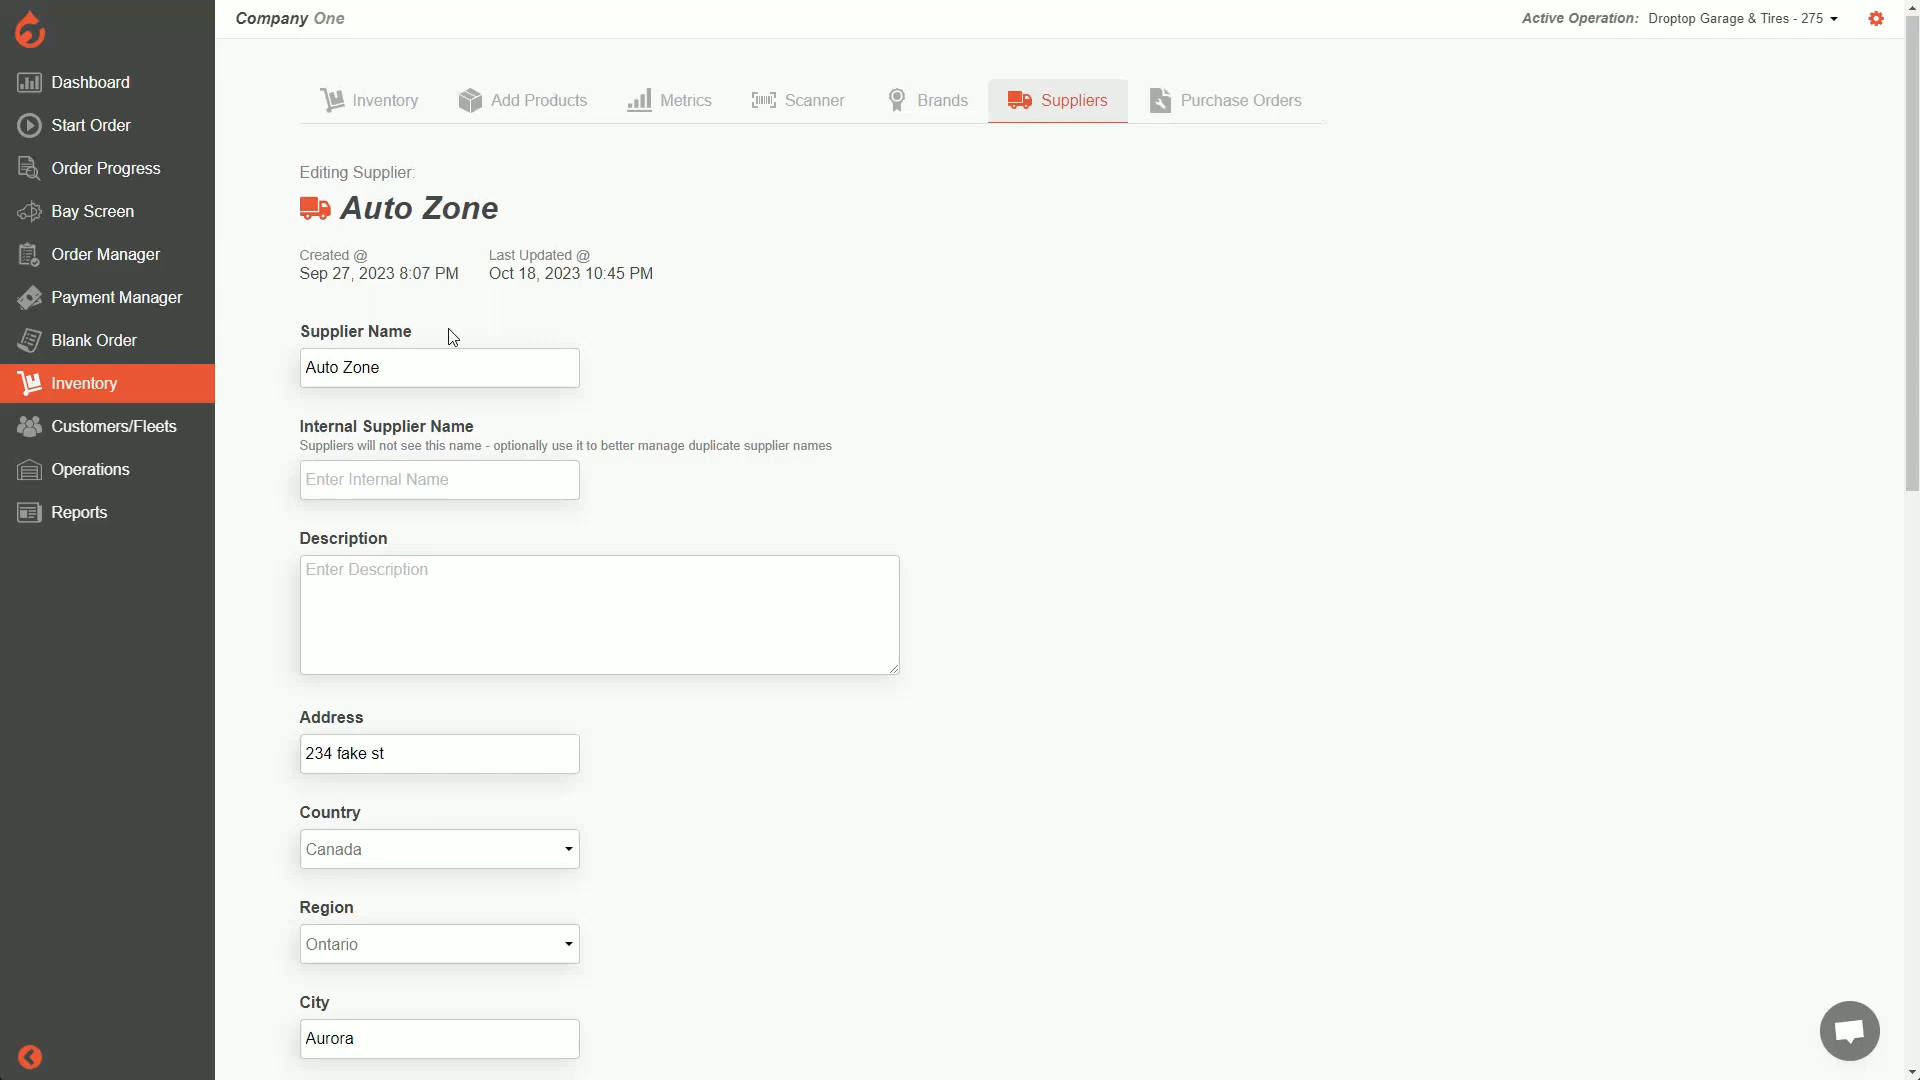 Company One
Active Operation: Droptop Garage & Tires - 275
Dashboard
Start Order
Order Progress
Bay Screen
Order Manager
Payment Manager
Blank Order
Inventory
Customers/Fleets
Operations
Reports
Inventory
Add Products
Metrics
Scanner
Brands
Suppliers
Purchase Orders
Editing Supplier:
Auto Zone
Created @
Sep 27, 2023 8:07 PM
Last Updated @
Oct 18, 2023 10:45 PM
Supplier Name
Auto Zone
Internal Supplier Name
Suppliers will not see this name - optionally use it to better manage duplicate supplier names
Enter Internal Name
Description
Enter Description
Address
234 fake st
Country
Canada
Region
Ontario
City
Aurora